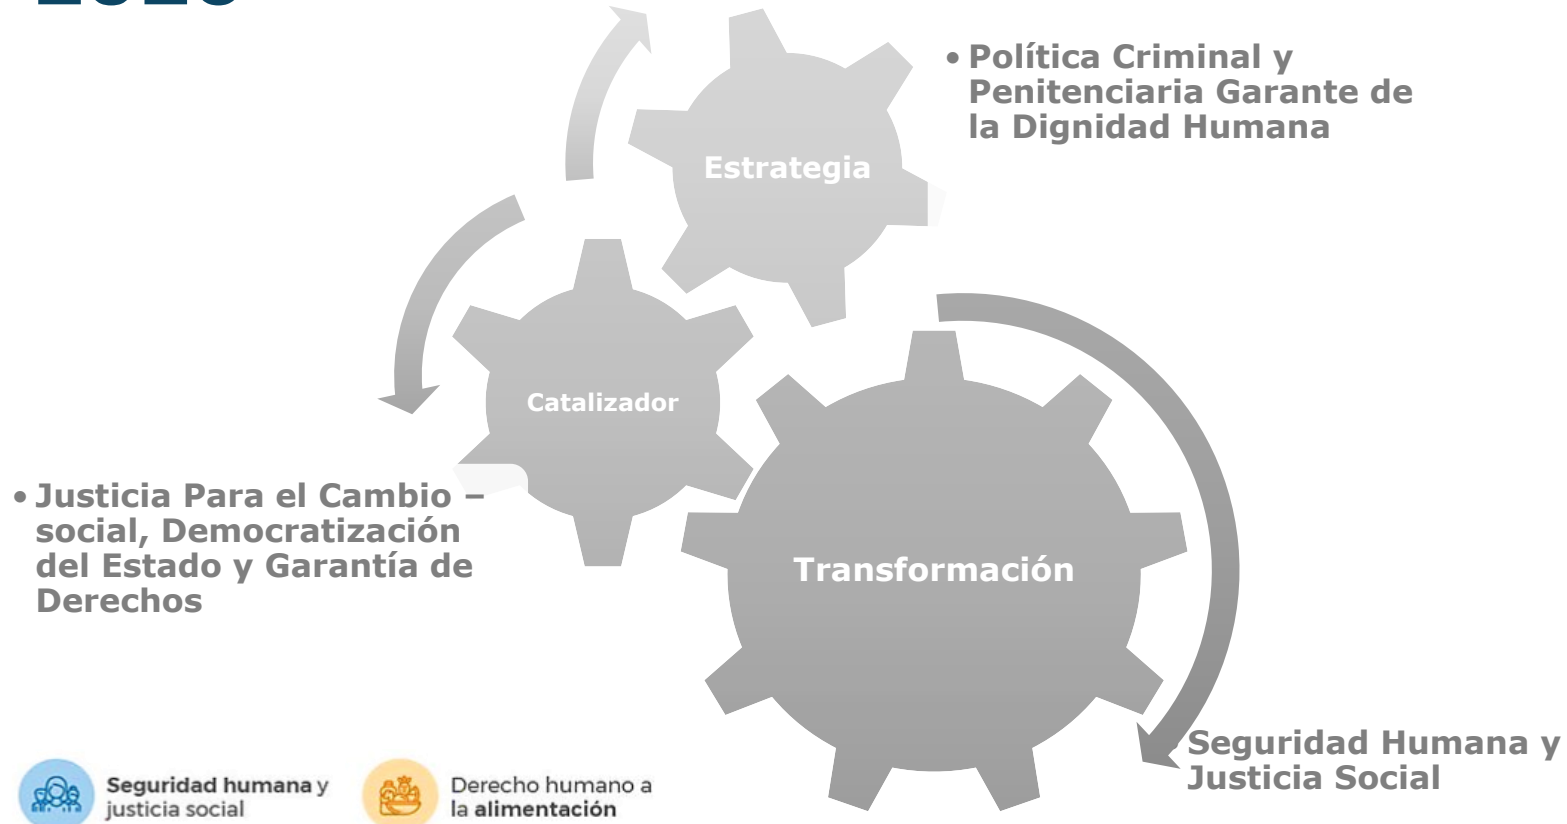 • Política Criminal y
Penitenciaria Garante de
la Dignidad Humana
Estrategia
Catalizador
• Justicia Para el Cambio –
social, Democratización
del Estado y Garantía de
Derechos
Transformación
Seguridad Humana y
Justicia Social
Seguridad humana y
justicia social
Derecho humano a
la alimentación